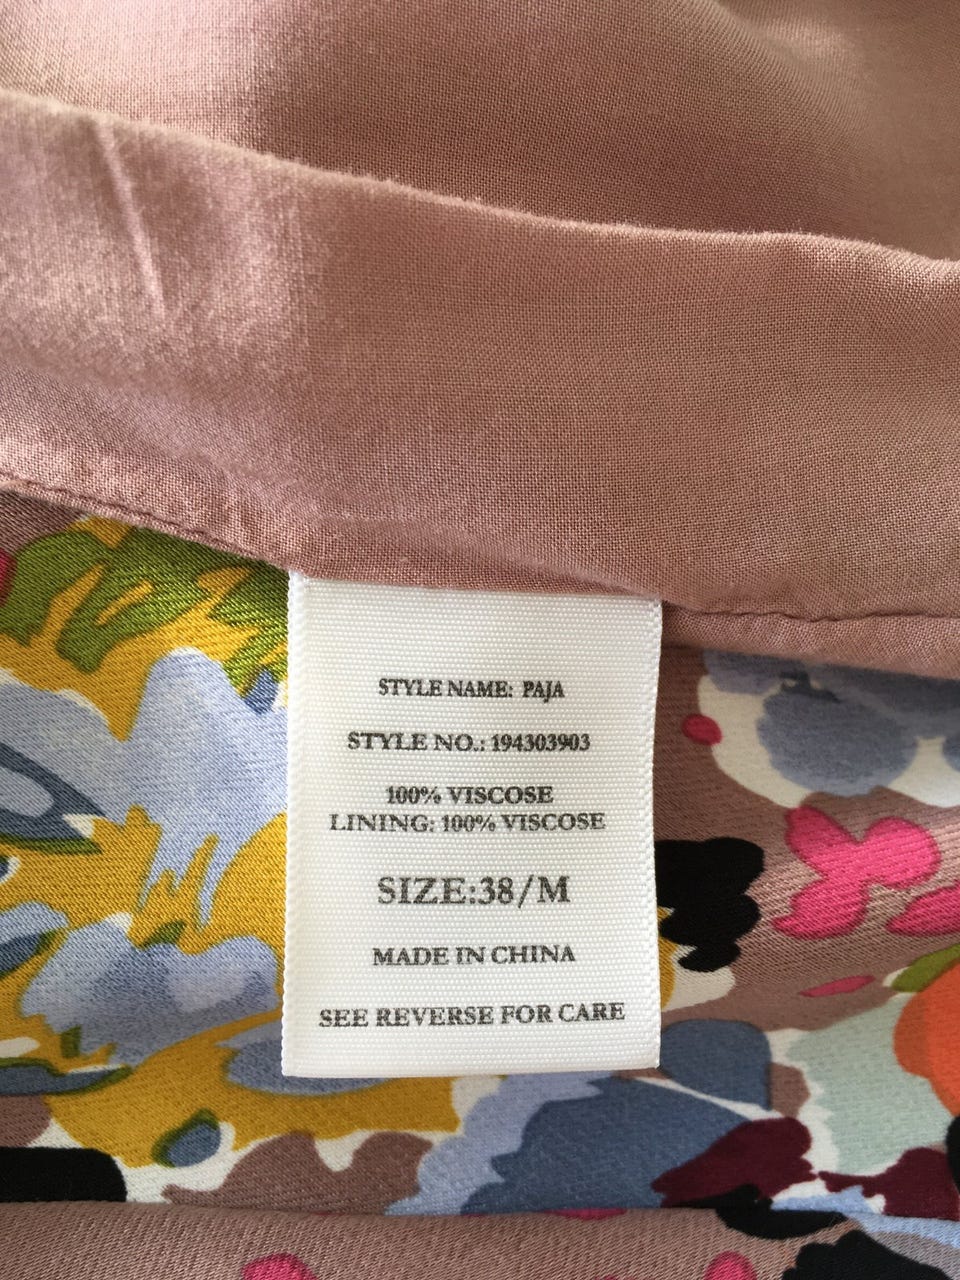 STYLE NAME: PAJA
STYLE NO.: 194303903
100% VISCOSE
LINING: 100% VISCOSE
SIZE:38/M
MADE IN CHINA
SEE REVERSE FOR CARE